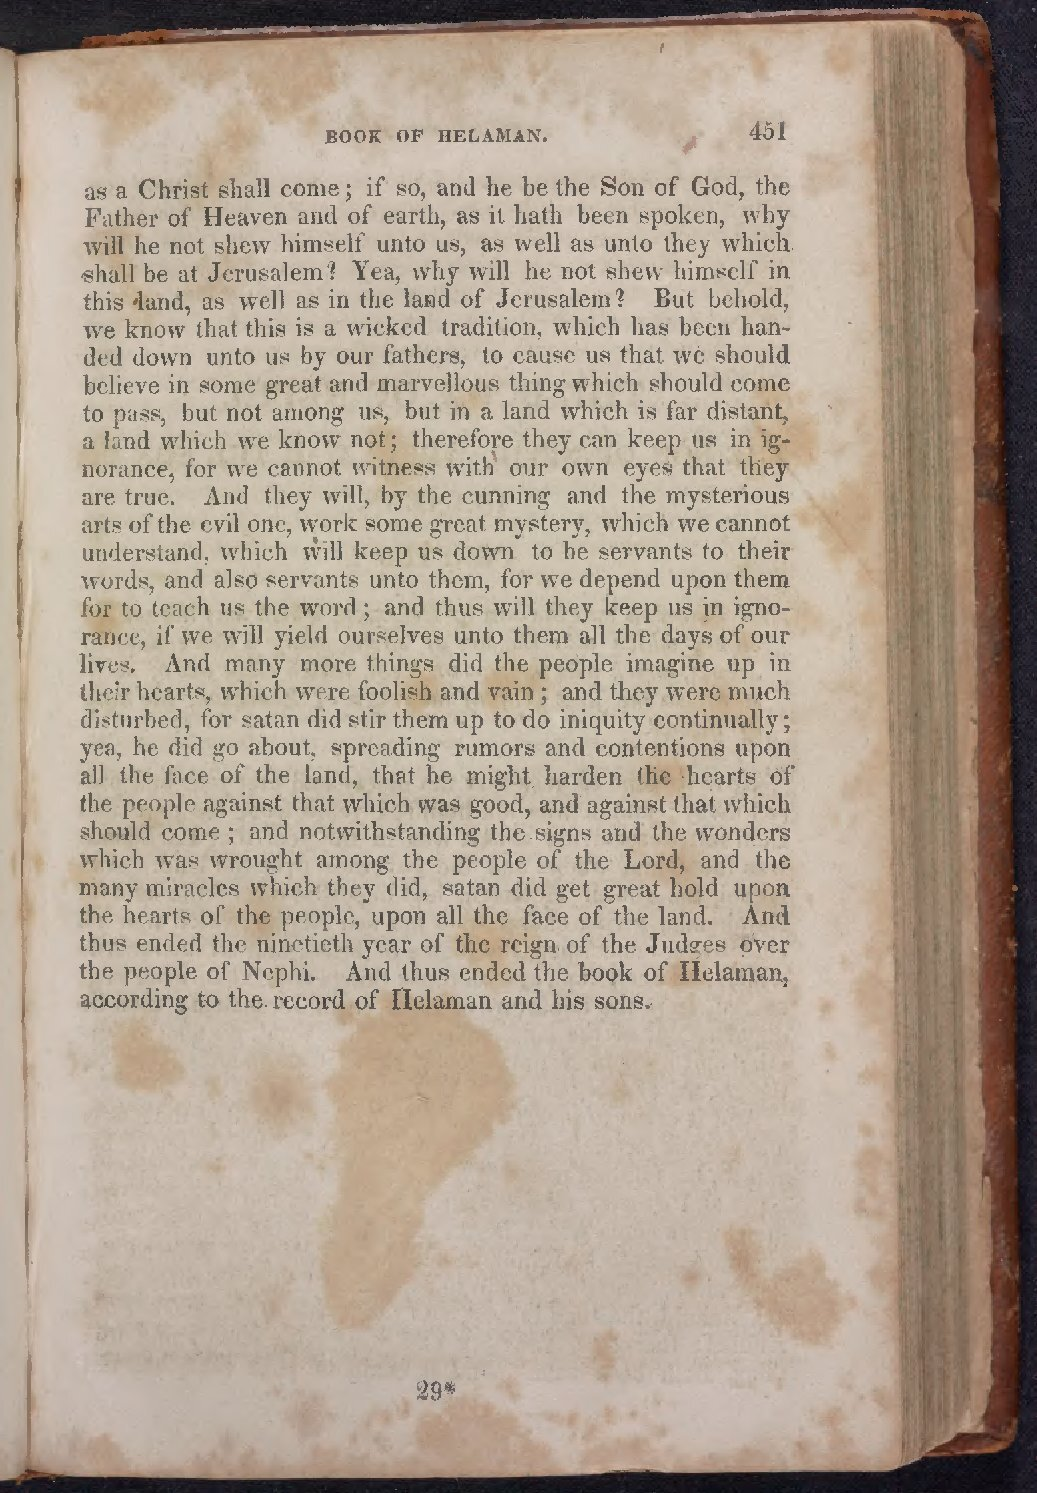 BOOK OF HELAMAN. 451
as a Christ shall come; if so, and he be the Son of God, the
Father of Heaven and of earth, as it hath been spoken, why
will he not shew himself unto us, as well as unto they which
shall be at Jerusalem? Yea, why will he not shew himself in
this land, as well as in the land of Jerusalem? But behold,
we know that this is a wicked tradition, which has been han-
ded down unto us by our fathers, to cause us that we should
believe in some great and marvellous thing which should come
to pass, but not among us, but in a land which is far distant,
a land which we know not; therefore they can keep us in ig-
norance, for we cannot witness with our own eyes that they
are true. And they will, by the cunning and the mysterious
arts of the evil one, work some great mystery, which we cannot
understand, which will keep us down to be servants to their
words, and also servants unto them, for we depend upon them
for to teach us the word; and thus will they keep us in igno-
rance, if we will yield ourselves unto them all the days of our
lives. And many more things did the people imagine up in
their hearts, which were foolish and vain; and they were much
disturbed, for satan did stir them up to do iniquity continually;
yea, he did go about, spreading rumors and contentions upon
all the face of the land, that he might harden the hearts of
the people against that which was good, and against that which
should come; and notwithstanding the signs and the wonders
which was wrought among the people of the Lord, and the
many miracles which they did, satan did get great hold upon
the hearts of the people, upon all the face of the land. And
thus ended the ninetieth year of the reign of the Judges over
the people of Nephi. And thus ended the book of Helaman,
according to the record of Helaman and his sons.
29*